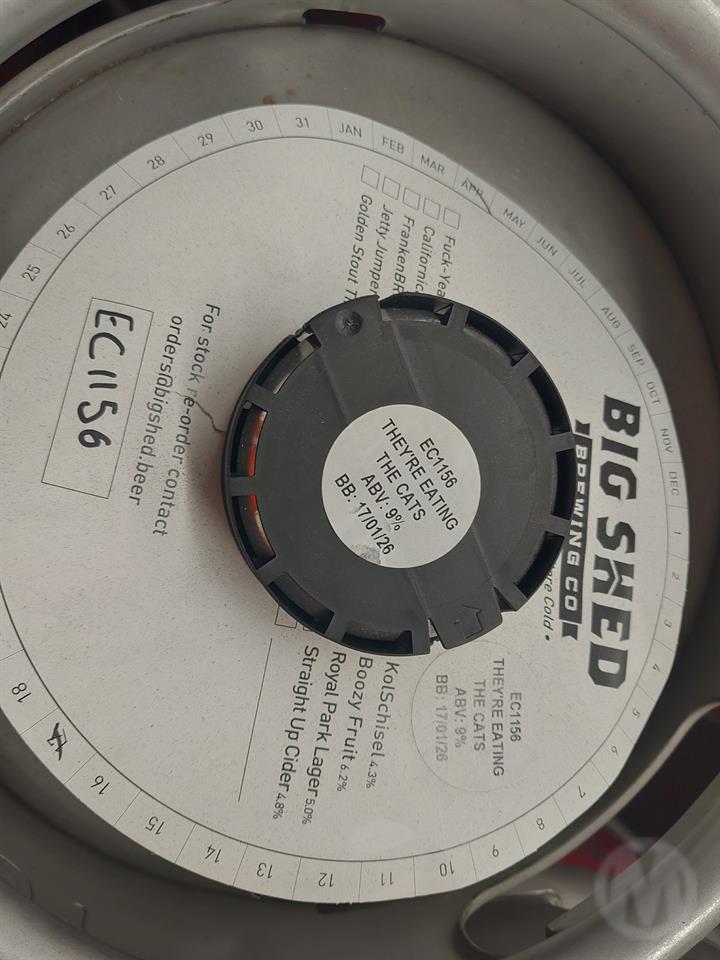 BIG SHED
BREWING CO
Cold •
Golden Stout
Jetty Jumper
KolSchisel 4.3%
Boozy Fruit 6.2%
Royal Park Lager 5.0%
Straight Up Cider 4.8%
EC1156
THEY'RE EATING
THE CATS
ABV: 9%
BB: 17/01/26
EC1156
THEY'RE EATING
THE CATS
ABV: 9%
BB: 17/01/26
For stock re-order contact
orders@bigshed.beer
EC1156
JAN
FEB
MAR
APR
MAY
JUN
JUL
AUG
SEP
OCT
NOV
DEC
1
2
3
4
5
6
7
8
9
10
11
12
13
14
15
16
18
24
25
26
27
28
29
30
31
M